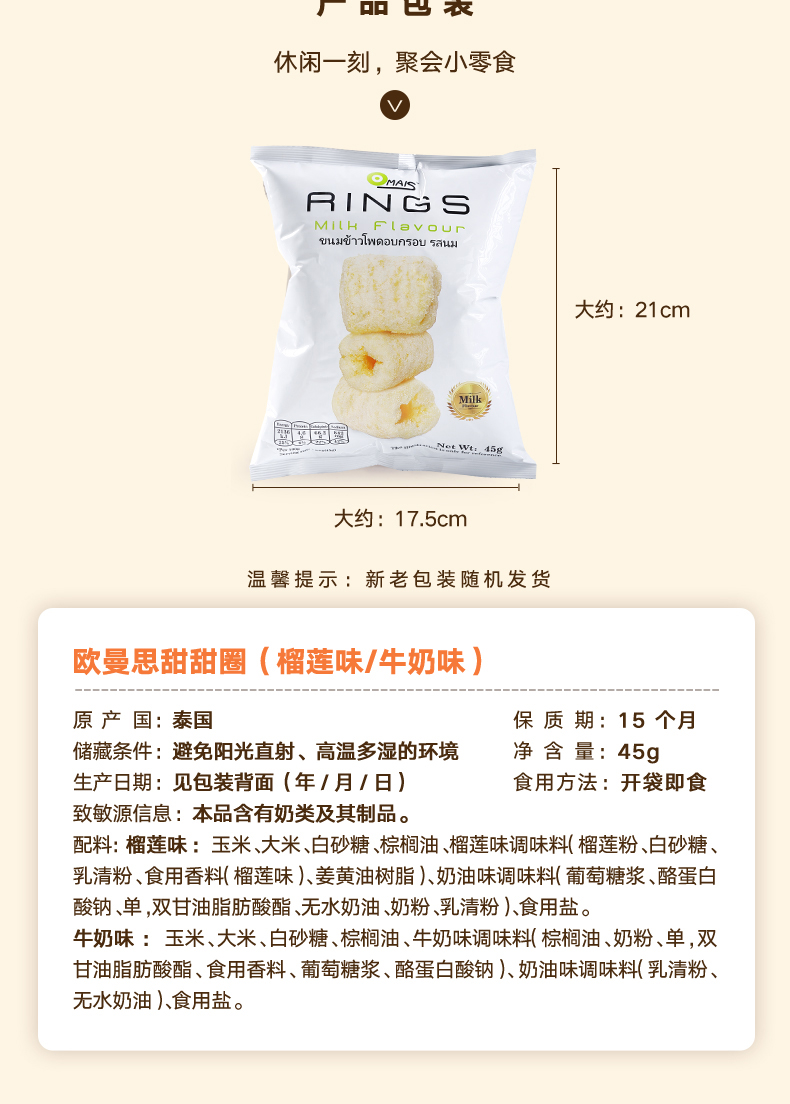 产品包装
休闲一刻，聚会小零食
OMAIS
RINGS
Milk Flavour
ขนมข้าวโพดอบกรอบ รสนม
大约：21cm
Milk
Net Wt: 45g
大约：17.5cm
温馨提示：新老包装随机发货
欧曼思甜甜圈（榴莲味/牛奶味）
原产国：泰国 保质期：15 个月
储藏条件：避免阳光直射、高温多湿的环境 净含量：45g
生产日期：见包装背面（年/月/日） 食用方法：开袋即食
致敏源信息：本品含有奶类及其制品。
配料:榴莲味：玉米、大米、白砂糖、棕榈油、榴莲味调味料(榴莲粉、白砂糖、
乳清粉、食用香料(榴莲味)、姜黄油树脂)、奶油味调味料(葡萄糖浆、酪蛋白
酸钠、单,双甘油脂肪酸酯、无水奶油、奶粉、乳清粉)、食用盐。
牛奶味：玉米、大米、白砂糖、棕榈油、牛奶味调味料(棕榈油、奶粉、单,双
甘油脂肪酸酯、食用香料、葡萄糖浆、酪蛋白酸钠)、奶油味调味料(乳清粉、
无水奶油)、食用盐。